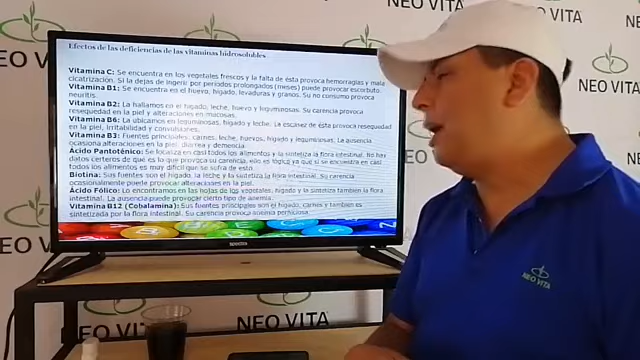 NEO VITA
NEO VITA
NEO VITA
NEO VITA
Efectos de las deficiencias de las vitaminas hidrosolubles
Vitamina C: Se encuentra en los vegetales frescos y la falta de ésta provoca hemorragias y mala
cicatrización. Si la dejas de ingerir por periodos prolongados (meses) puede provocar escorbuto.
Vitamina B1: Se encuentra en el huevo, hígado, levaduras y granos. Su no consumo provoca
neuritis.
Vitamina B2: La hallamos en el hígado, leche, huevo y leguminosas. Su carencia provoca
resequedad en la piel y alteraciones en mucosas.
Vitamina B6: La ubicamos en leguminosas, hígado y leche. La escasez de ésta provoca resequedad
en la piel, irritabilidad y convulsiones.
Vitamina B3: Fuentes principales: carnes, leche, huevos, hígado y leguminosas. La ausencia
ocasiona alteraciones en la piel, diarrea y demencia
Ácido Pantoténico: Se localiza en casi todos los alimentos y la sintetiza la flora intestinal. No hay
datos certeros de qué es lo que provoca su carencia, ello es lógico ya que si se encuentra en casi
todos los alimentos es muy difícil que se sufra de esto.
Biotina: Sus fuentes son el hígado, la leche y la sintetiza la flora intestinal. Su carencia
ocasionalmente puede provocar alteraciones en la piel.
Ácido Fólico: Lo encontramos en las hojas de los vegetales, hígado y la sintetiza también la flora
intestinal. La ausencia puede provocar cierto tipo de anemia.
Vitamina B12 (Cobalamina): Sus fuentes principales son el hígado, carnes y también es
sintetizada por la flora intestinal. Su carencia provoca anemia perniciosa.
NEO VITA
NEO VITA
NEO VITA
NEO VITA